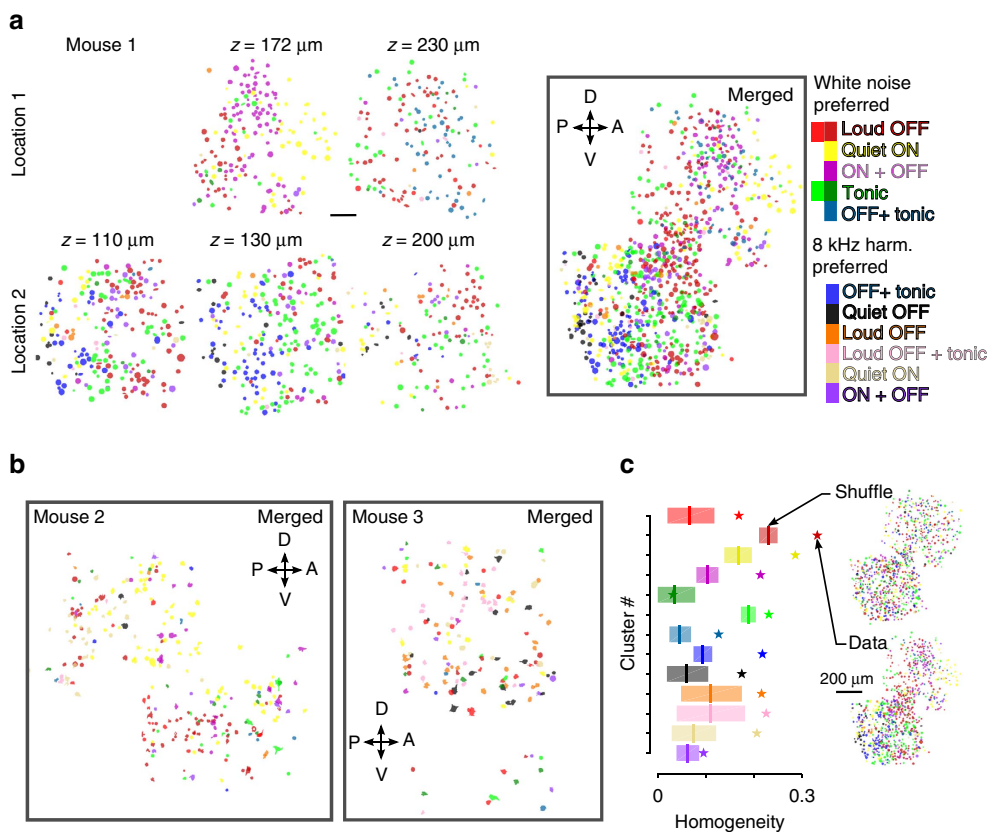 a
Mouse 1
z = 172 μm
z = 230 μm
Location 1
z = 110 μm
z = 130 μm
z = 200 μm
Location 2
D
P A
V
Merged
White noise
preferred
Loud OFF
Quiet ON
ON + OFF
Tonic
OFF+ tonic
8 kHz harm.
preferred
OFF+ tonic
Quiet OFF
Loud OFF
Loud OFF + tonic
Quiet ON
ON + OFF
b
Mouse 2
Merged
D
P A
V
Mouse 3
Merged
D
P A
V
c
Shuffle
Data
200 μm
Cluster #
0
0.3
Homogeneity